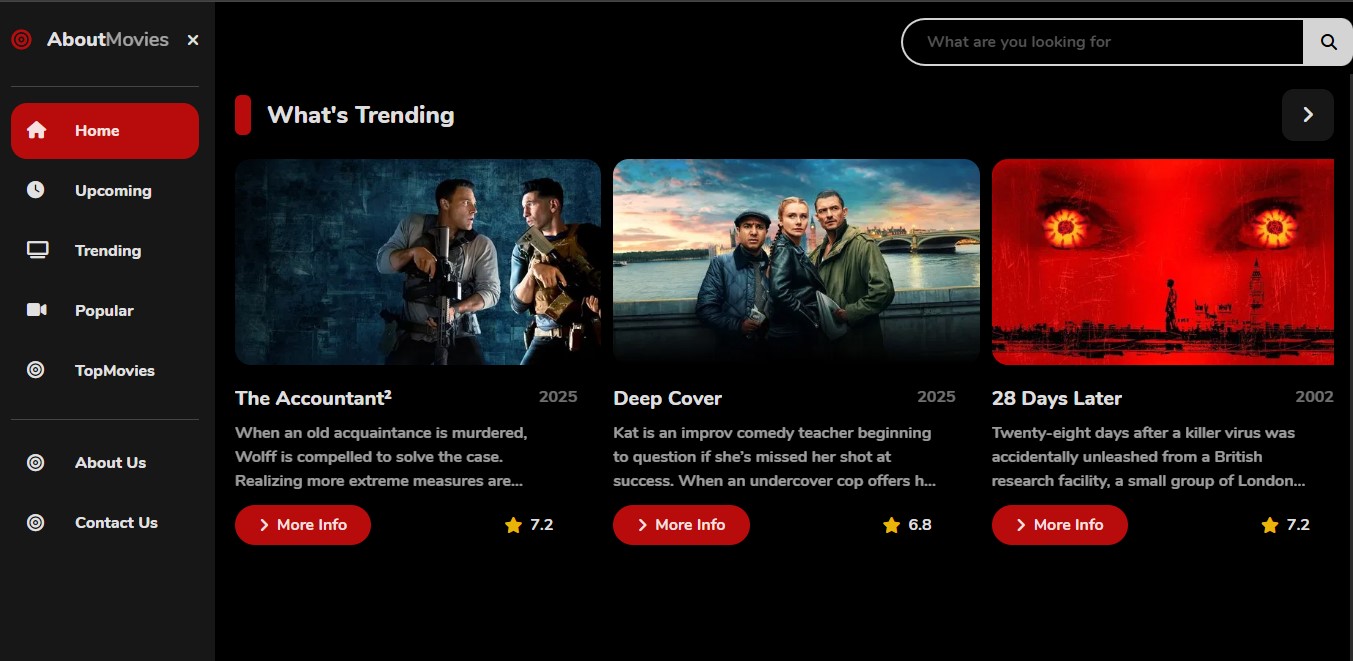 AboutMovies
What are you looking for
Home
Upcoming
Trending
Popular
TopMovies
About Us
Contact Us
What's Trending
The Accountant² 2025
When an old acquaintance is murdered,
Wolff is compelled to solve the case.
Realizing more extreme measures are...
More Info 7.2
Deep Cover 2025
Kat is an improv comedy teacher beginning
to question if she’s missed her shot at
success. When an undercover cop offers h...
More Info 6.8
28 Days Later 2002
Twenty-eight days after a killer virus was
accidentally unleashed from a British
research facility, a small group of London...
More Info 7.2